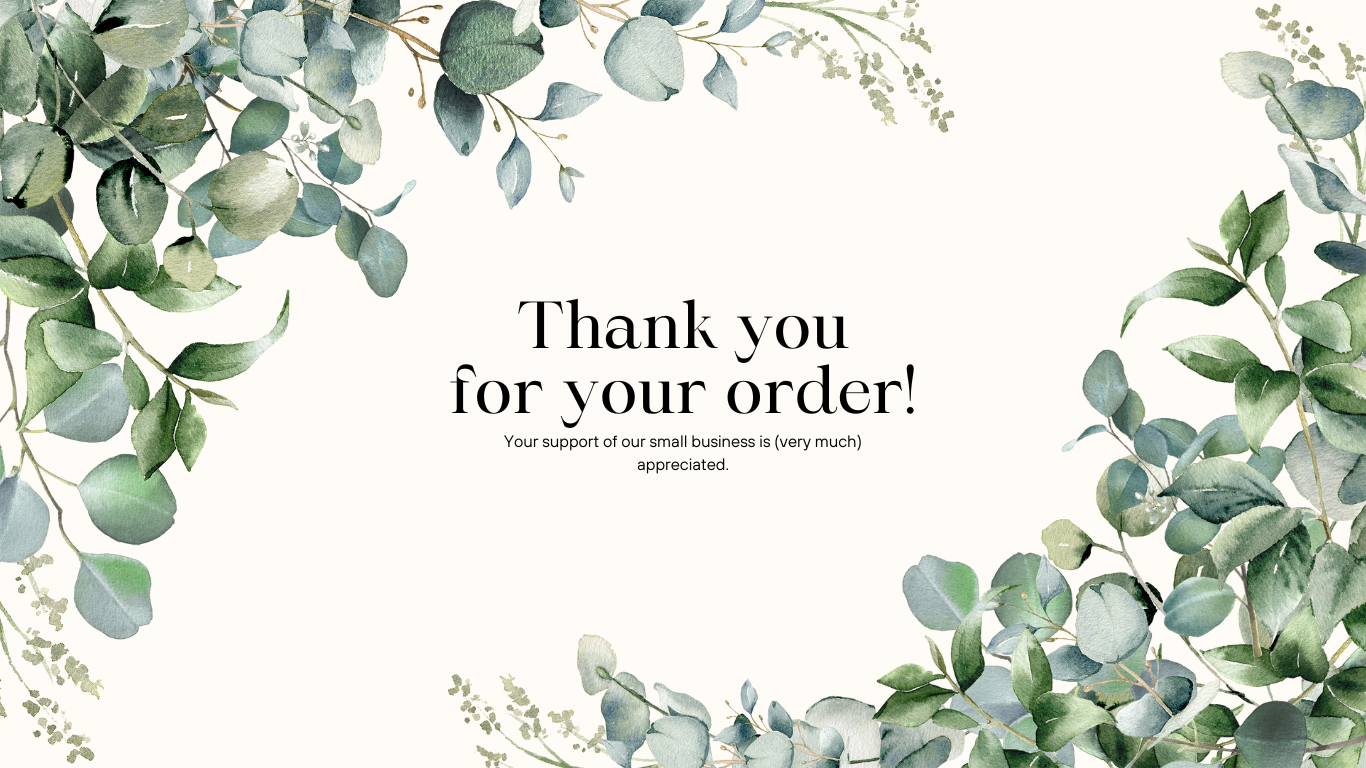 Thank you
for your order!
Your support of our small business is (very much)
appreciated.